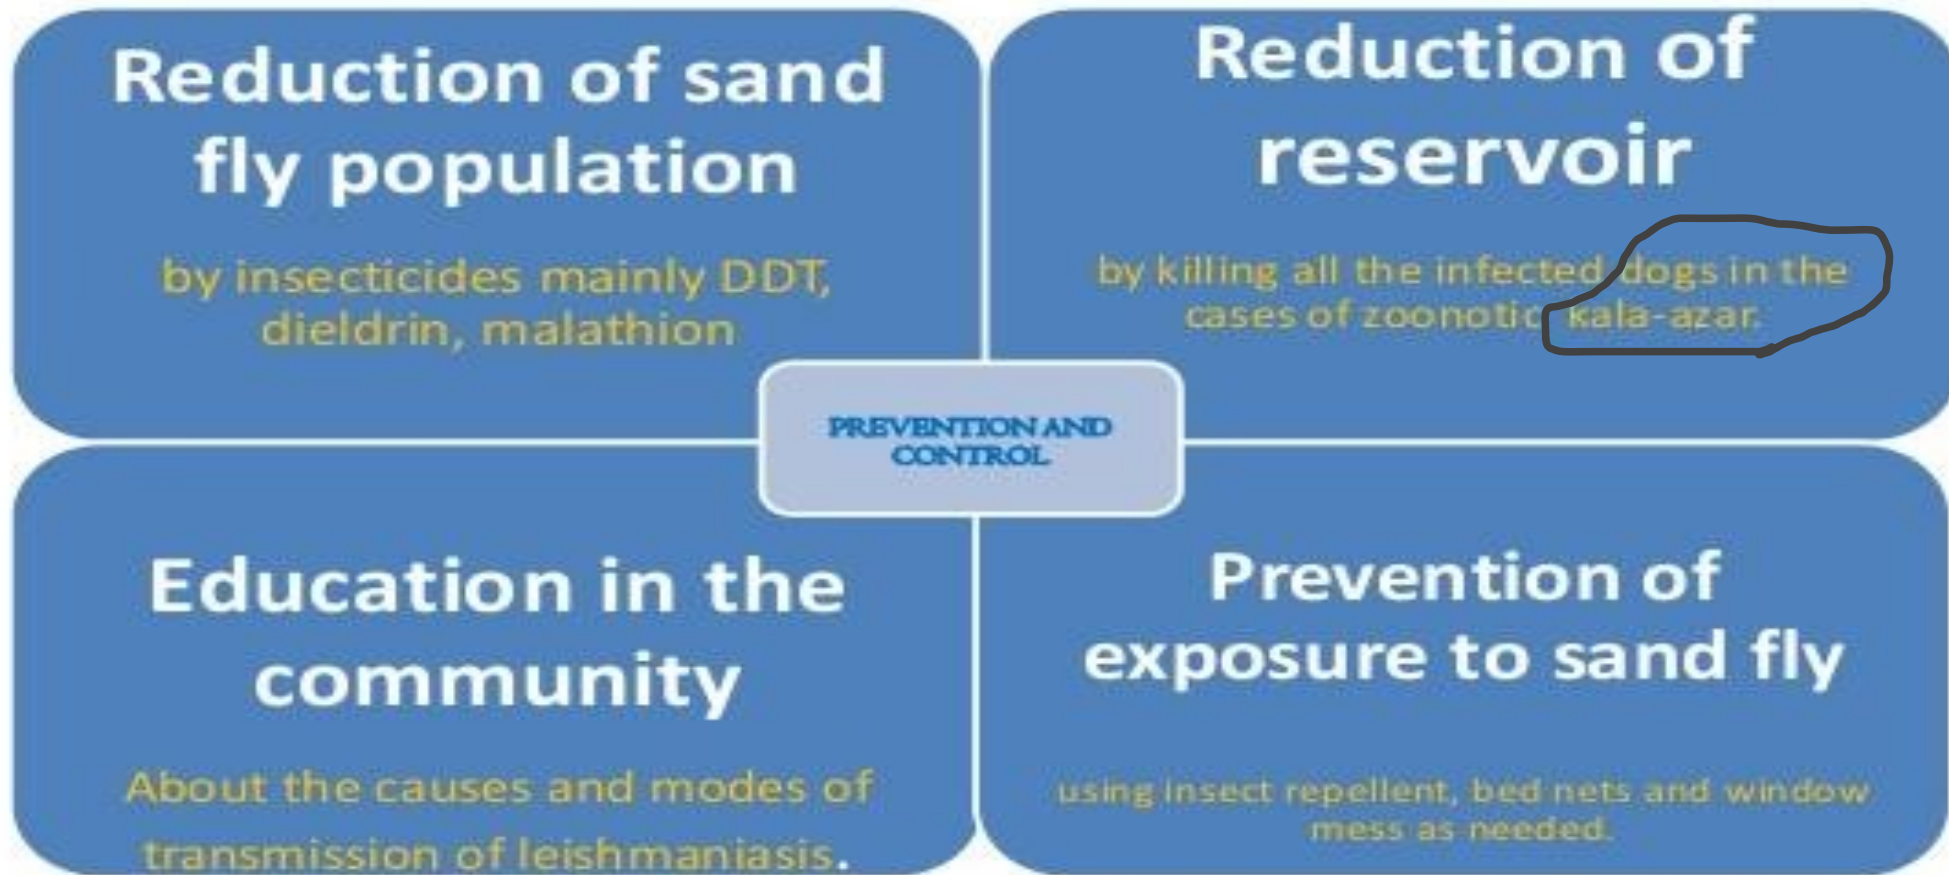 Reduction of sand
fly population
by insecticides mainly DDT,
dieldrin, malathion
Reduction of
reservoir
by killing all the infected dogs in the
cases of zoonotic kala-azar.
PREVENTION AND
CONTROL
Education in the
community
About the causes and modes of
transmission of leishmaniasis.
Prevention of
exposure to sand fly
using insect repellent, bed nets and window
mess as needed.